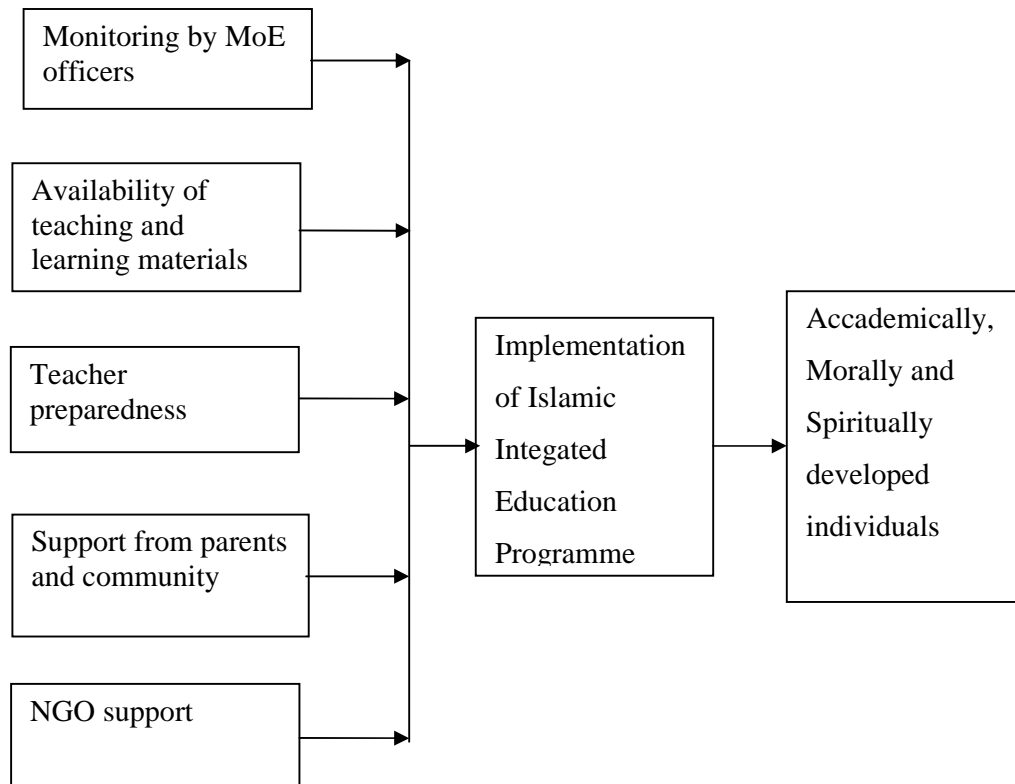 Monitoring by MoE
officers
Availability of
teaching and
learning materials
Teacher
preparedness
Support from parents
and community
NGO support
Implementation
of Islamic
Integated
Education
Programme
Accademically,
Morally and
Spiritually
developed
individuals